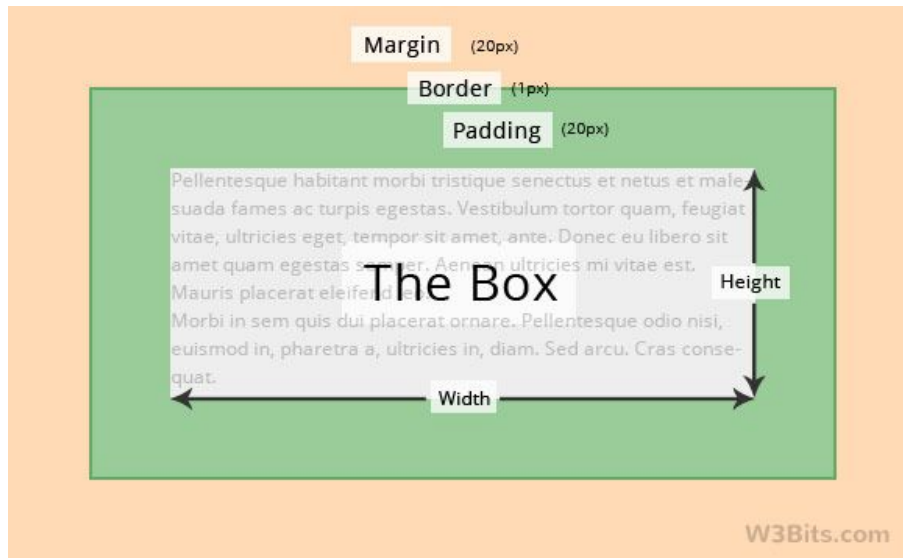 Margin (20px)
Border (1px)
Padding (20px)
Pellentesque habitant morbi tristique senectus et netus et male-
suada fames ac turpis egestas. Vestibulum tortor quam, feugiat
vitae, ultricies eget, tempor sit amet, ante. Donec eu libero sit
amet quam egestas semper. Aenean ultricies mi vitae est.
Mauris placerat eleifend leo.
The Box
Height
Morbi in sem quis dui placerat ornare. Pellentesque odio nisi,
euismod in, pharetra a, ultricies in, diam. Sed arcu. Cras conse-
quat.
Width
W3Bits.com